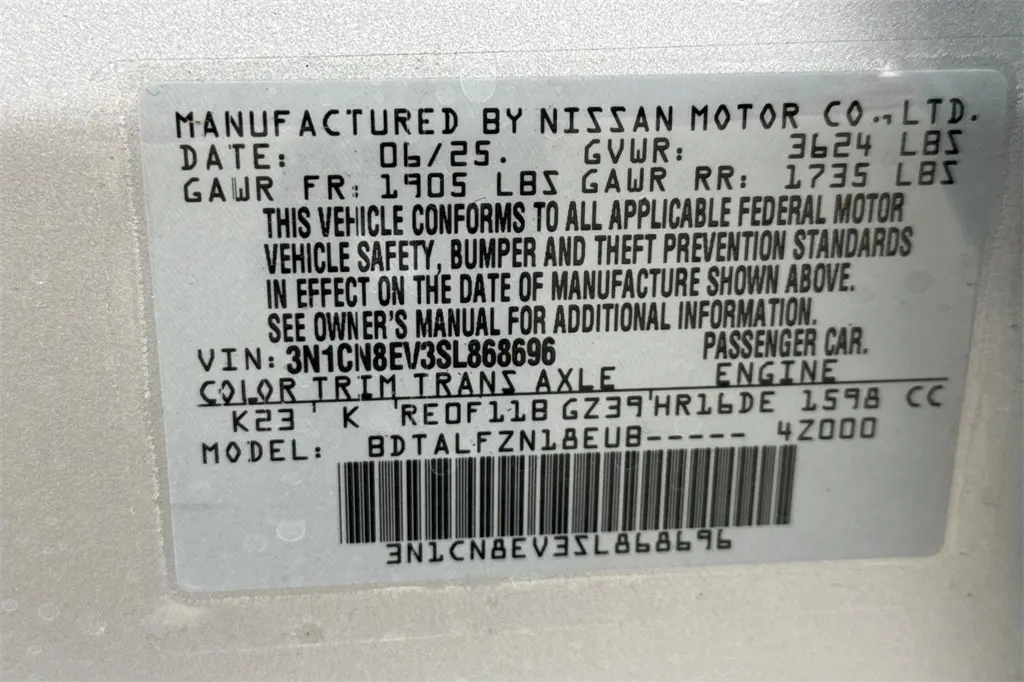 MANUFACTURED BY NISSAN MOTOR CO., LTD.
DATE: 06/25. GVWR: 3624 LBS
GAWR FR: 1905 LBS GAWR RR: 1735 LBS
THIS VEHICLE CONFORMS TO ALL APPLICABLE FEDERAL MOTOR
VEHICLE SAFETY, BUMPER AND THEFT PREVENTION STANDARDS
IN EFFECT ON THE DATE OF MANUFACTURE SHOWN ABOVE.
SEE OWNER'S MANUAL FOR ADDITIONAL INFORMATION.
VIN: 3N1CN8EV3SL868696 PASSENGER CAR.
COLOR TRIM TRANS AXLE ENGINE
K23 K RE0F11B GZ39 HR16DE 1598 CC
MODEL: BDTALFZN18EUB----- 4Z000
3N1CN8EV3SL868696